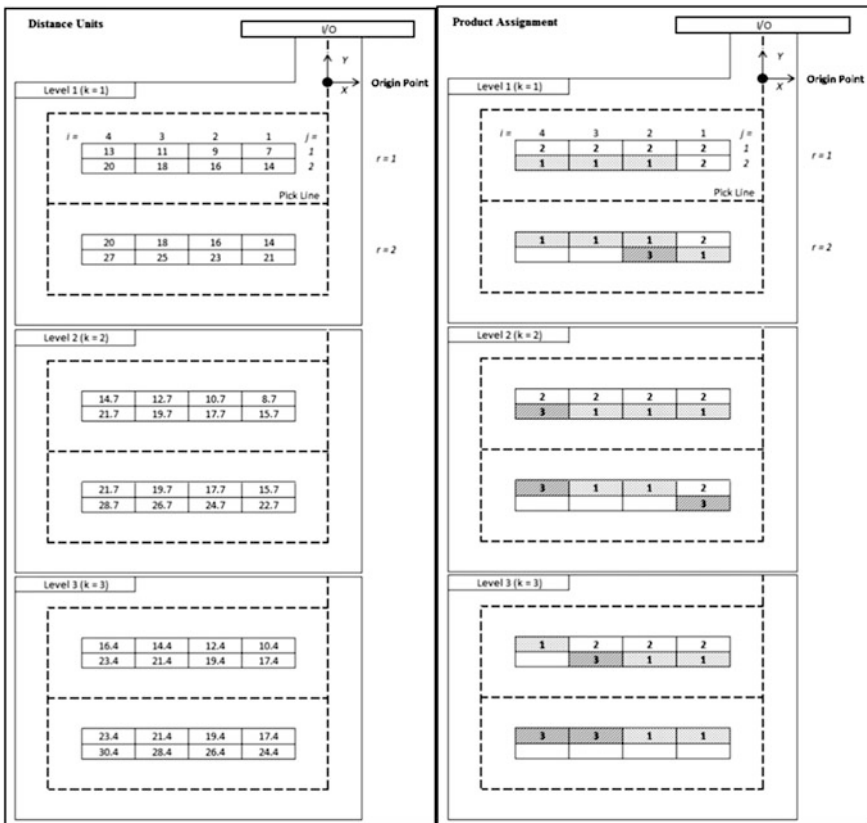 Distance Units
I/O
Y
X
Origin Point
Level 1 (k = 1)
i = 4 3 2 1 j =
13 11 9 7 1
20 18 16 14 2
r = 1
Pick Line
20 18 16 14
27 25 23 21
r = 2
Level 2 (k = 2)
14.7 12.7 10.7 8.7
21.7 19.7 17.7 15.7
21.7 19.7 17.7 15.7
28.7 26.7 24.7 22.7
Level 3 (k = 3)
16.4 14.4 12.4 10.4
23.4 21.4 19.4 17.4
23.4 21.4 19.4 17.4
30.4 28.4 26.4 24.4
Product Assignment
I/O
Y
X
Origin Point
Level 1 (k = 1)
i = 4 3 2 1 j =
2 2 2 2 1
1 1 1 2 2
r = 1
Pick Line
1 1 1 2
3 1
r = 2
Level 2 (k = 2)
2 2 2 2
3 1 1 1
3 1 1 2
3
Level 3 (k = 3)
1 2 2 2
3 1 1
3 3 1 1